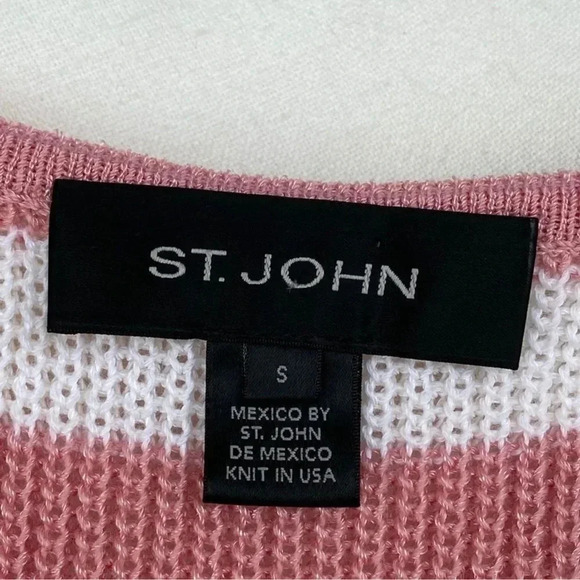 ST. JOHN
S
MEXICO BY
ST. JOHN
DE MEXICO
KNIT IN USA